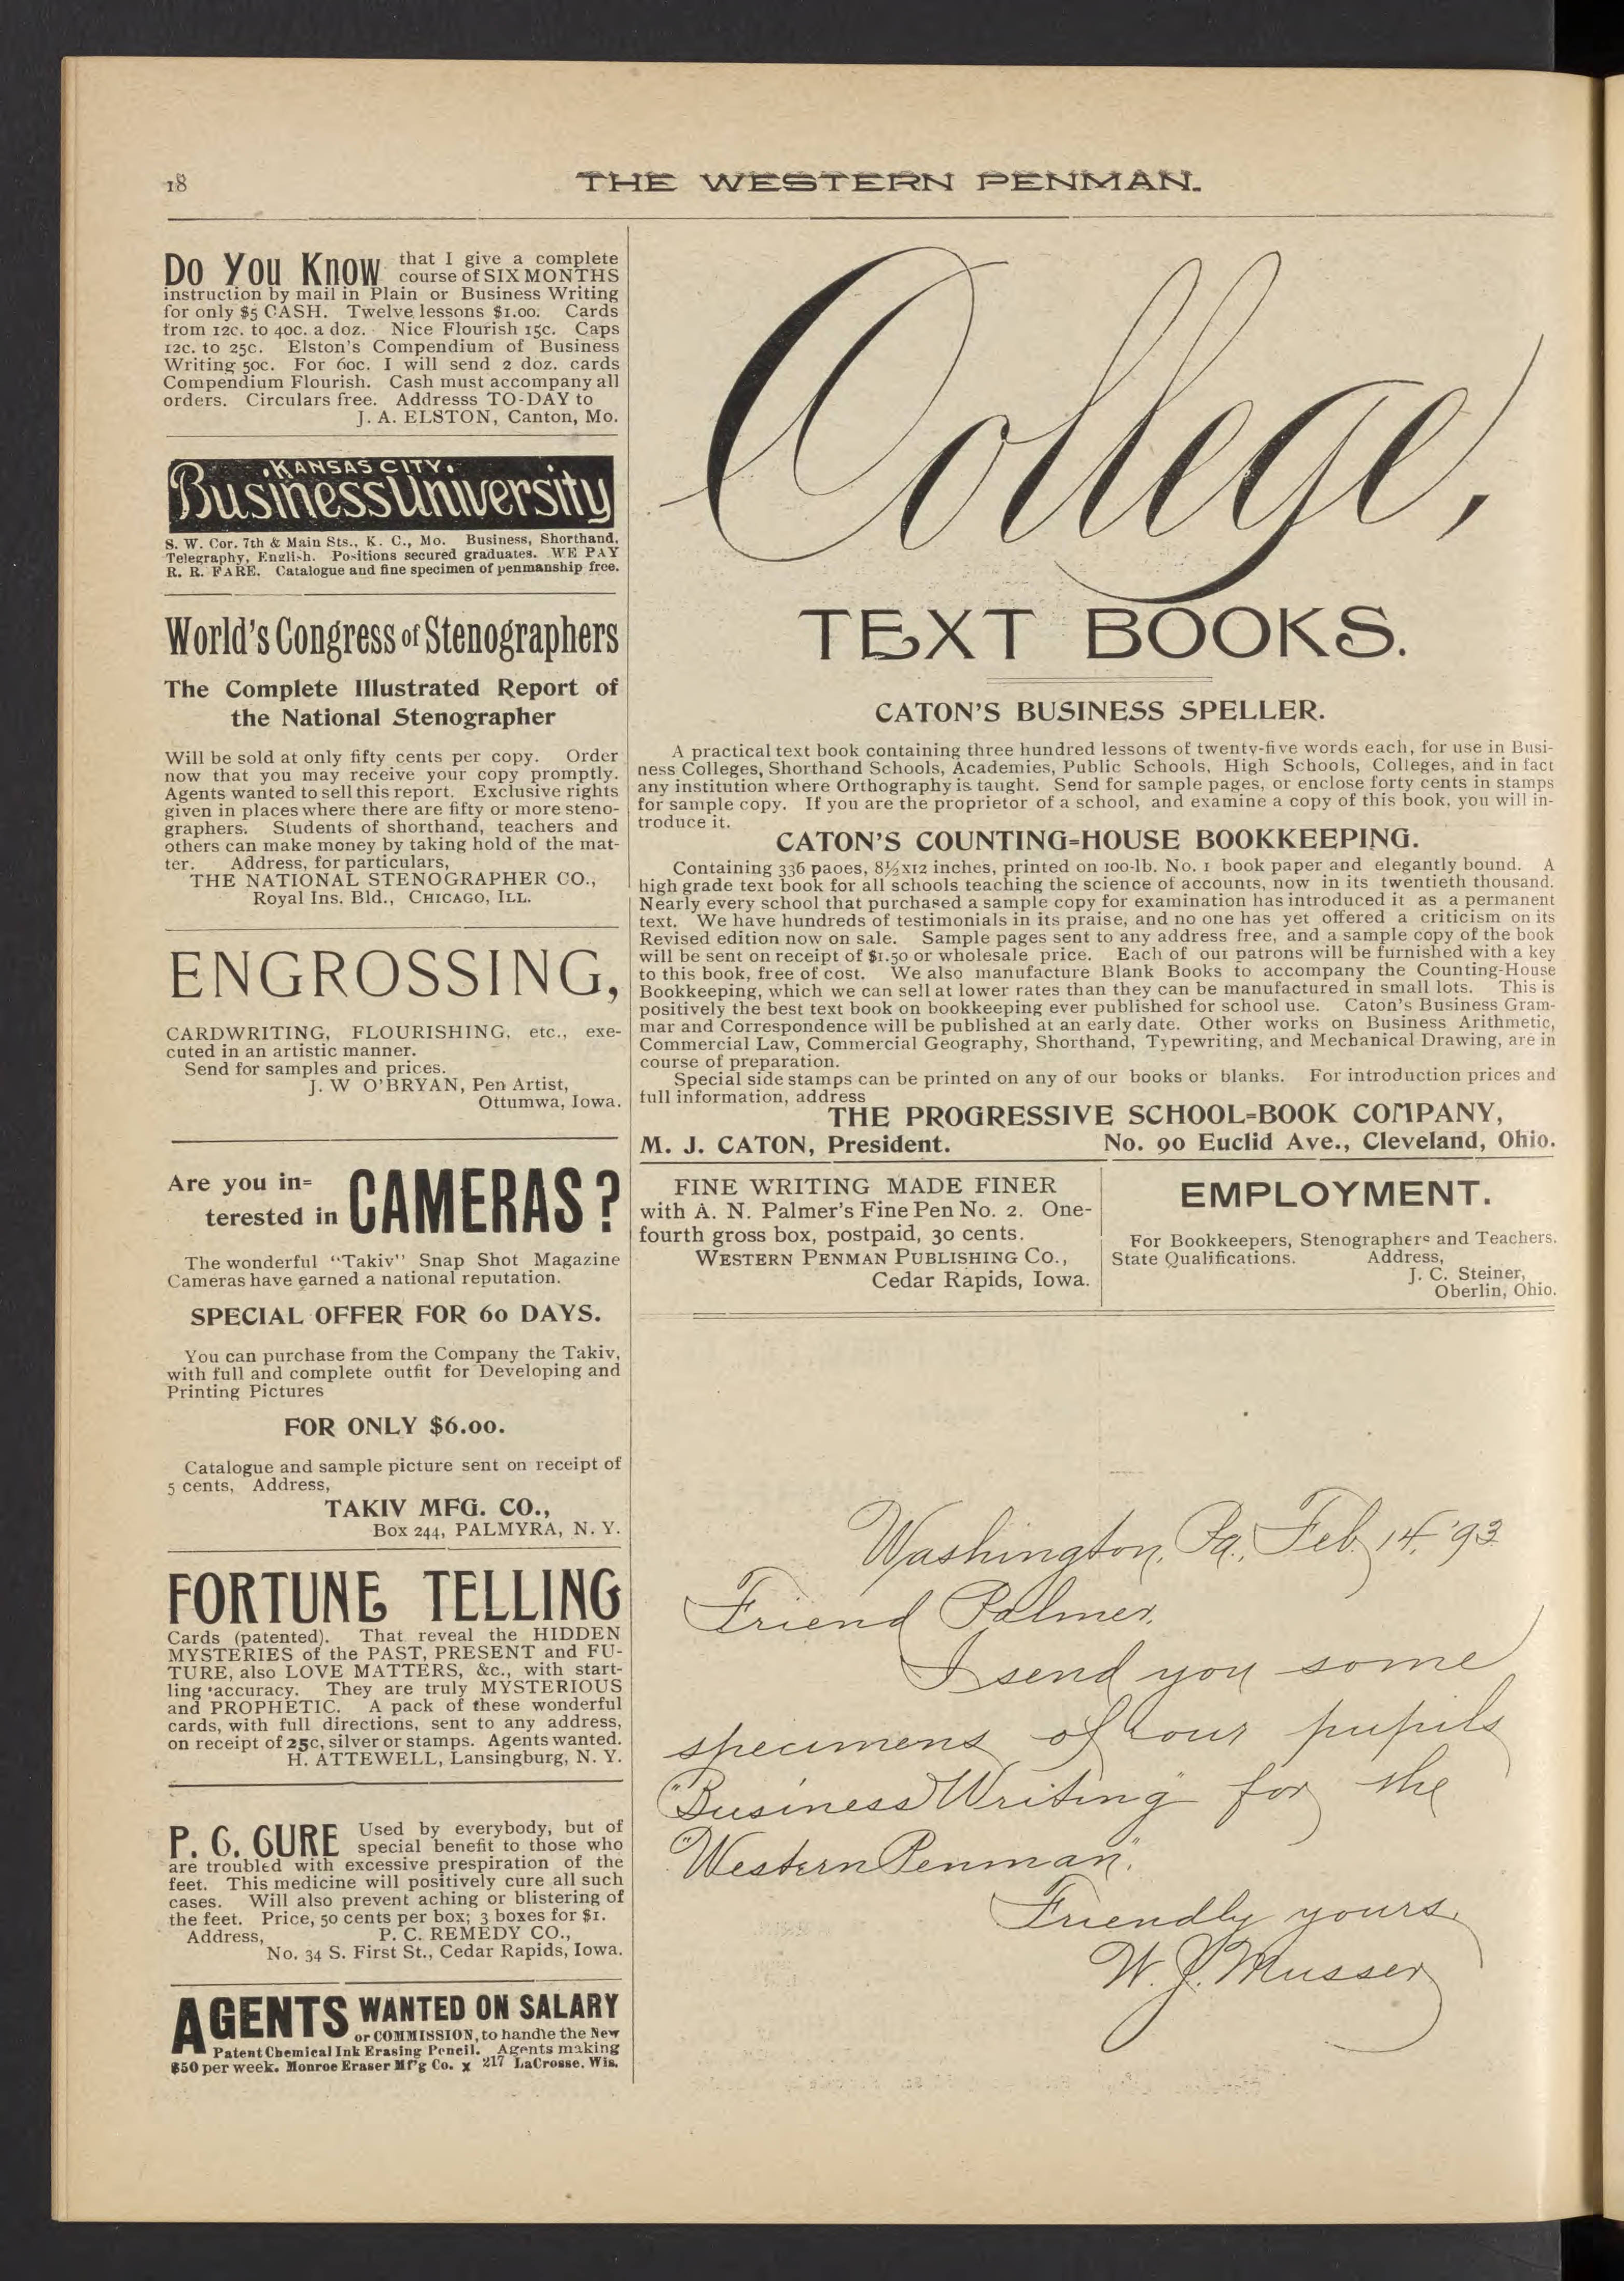 18
THE WESTERN PENMAN.
Do You Know that I give a complete
course of SIX MONTHS
instruction by mail in Plain or Business Writing
for only $5 CASH. Twelve lessons $1.00. Cards
from 12c. to 40c. a doz. Nice Flourish 15c. Caps
12c. to 25c. Elston's Compendium of Business
Writing 50c. For 60c. I will send 2 doz. cards
Compendium Flourish. Cash must accompany all
orders. Circulars free. Addresss TO-DAY to
J. A. ELSTON, Canton, Mo.
KANSAS CITY.
Business University
S. W. Cor. 7th & Main Sts., K. C., Mo. Business, Shorthand,
Telegraphy, English. Positions secured graduates. WE PAY
R. R. FARE. Catalogue and fine specimen of penmanship free.
World's Congress of Stenographers
The Complete Illustrated Report of
the National Stenographer
Will be sold at only fifty cents per copy. Order
now that you may receive your copy promptly.
Agents wanted to sell this report. Exclusive rights
given in places where there are fifty or more steno-
graphers. Students of shorthand, teachers and
others can make money by taking hold of the mat-
ter. Address, for particulars,
THE NATIONAL STENOGRAPHER CO.,
Royal Ins. Bld., CHICAGO, ILL.
ENGROSSING,
CARDWRITING, FLOURISHING, etc., exe-
cuted in an artistic manner.
Send for samples and prices.
J. W O'BRYAN, Pen Artist,
Ottumwa, Iowa.
Are you in=
terested in CAMERAS?
The wonderful "Takiv" Snap Shot Magazine
Cameras have earned a national reputation.
SPECIAL OFFER FOR 60 DAYS.
You can purchase from the Company the Takiv,
with full and complete outfit for Developing and
Printing Pictures
FOR ONLY $6.00.
Catalogue and sample picture sent on receipt of
5 cents, Address,
TAKIV MFG. CO.,
Box 244, PALMYRA, N. Y.
FORTUNE TELLING
Cards (patented). That reveal the HIDDEN
MYSTERIES of the PAST, PRESENT and FU-
TURE, also LOVE MATTERS, &c., with start-
ling accuracy. They are truly MYSTERIOUS
and PROPHETIC. A pack of these wonderful
cards, with full directions, sent to any address,
on receipt of 25c, silver or stamps. Agents wanted.
H. ATTEWELL, Lansingburg, N. Y.
P. C. CURE Used by everybody, but of
special benefit to those who
are troubled with excessive prespiration of the
feet. This medicine will positively cure all such
cases. Will also prevent aching or blistering of
the feet. Price, 50 cents per box; 3 boxes for $1.
Address, P. C. REMEDY CO.,
No. 34 S. First St., Cedar Rapids, Iowa.
AGENTS WANTED ON SALARY
or COMMISSION, to handle the New
Patent Chemical Ink Erasing Pencil. Agents making
$50 per week. Monroe Eraser Mf'g Co. x 217 LaCrosse, Wis.
College,
TEXT BOOKS.
CATON'S BUSINESS SPELLER.
A practical text book containing three hundred lessons of twenty-five words each, for use in Busi-
ness Colleges, Shorthand Schools, Academies, Public Schools, High Schools, Colleges, and in fact
any institution where Orthography is taught. Send for sample pages, or enclose forty cents in stamps
for sample copy. If you are the proprietor of a school, and examine a copy of this book, you will in-
troduce it.
CATON'S COUNTING=HOUSE BOOKKEEPING.
Containing 336 paoes, 8½x12 inches, printed on 100-lb. No. 1 book paper and elegantly bound. A
high grade text book for all schools teaching the science of accounts, now in its twentieth thousand.
Nearly every school that purchased a sample copy for examination has introduced it as a permanent
text. We have hundreds of testimonials in its praise, and no one has yet offered a criticism on its
Revised edition now on sale. Sample pages sent to any address free, and a sample copy of the book
will be sent on receipt of $1.50 or wholesale price. Each of our patrons will be furnished with a key
to this book, free of cost. We also manufacture Blank Books to accompany the Counting-House
Bookkeeping, which we can sell at lower rates than they can be manufactured in small lots. This is
positively the best text book on bookkeeping ever published for school use. Caton's Business Gram-
mar and Correspondence will be published at an early date. Other works on Business Arithmetic,
Commercial Law, Commercial Geography, Shorthand, Typewriting, and Mechanical Drawing, are in
course of preparation.
Special side stamps can be printed on any of our books or blanks. For introduction prices and
full information, address
THE PROGRESSIVE SCHOOL=BOOK COMPANY,
M. J. CATON, President. No. 90 Euclid Ave., Cleveland, Ohio.
FINE WRITING MADE FINER
with A. N. Palmer's Fine Pen No. 2. One-
fourth gross box, postpaid, 30 cents.
WESTERN PENMAN PUBLISHING CO.,
Cedar Rapids, Iowa.
EMPLOYMENT.
For Bookkeepers, Stenographers and Teachers.
State Qualifications. Address,
J. C. Steiner,
Oberlin, Ohio.
Washington, Pa., Feb. 14, '93
Friend Palmer,
I send you some
specimens of our pupils
"Business Writing" for the
"Western Penman".
Friendly yours,
W. J. Musser